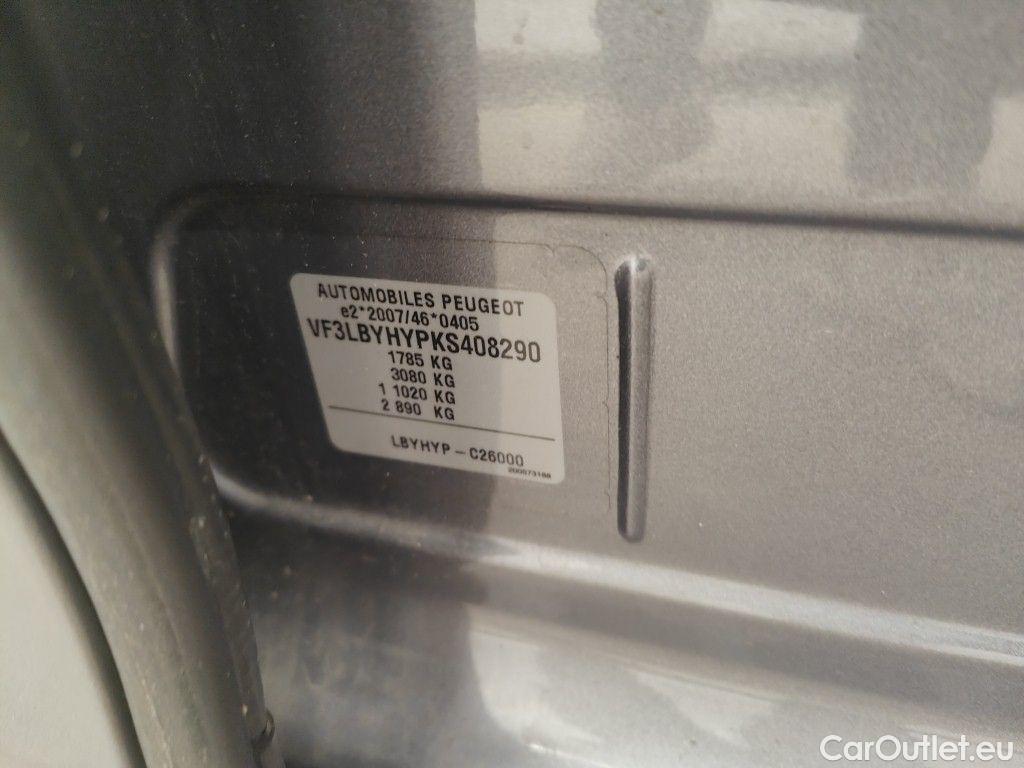 AUTOMOBILES PEUGEOT
e2*2007/46*0405
VF3LBYHYPKS408290
1785 KG
3080 KG
1 1020 KG
2 890 KG
LBYHYP - C26000
200073188
CarOutlet.eu